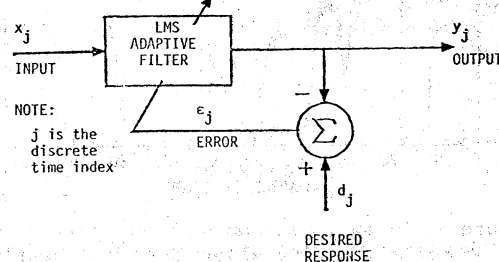 x_j
INPUT
LMS
ADAPTIVE
FILTER
y_j
OUTPUT
NOTE:
j is the
discrete
time index
ε_j
ERROR
−
Σ
+
d_j
DESIRED
RESPONSE